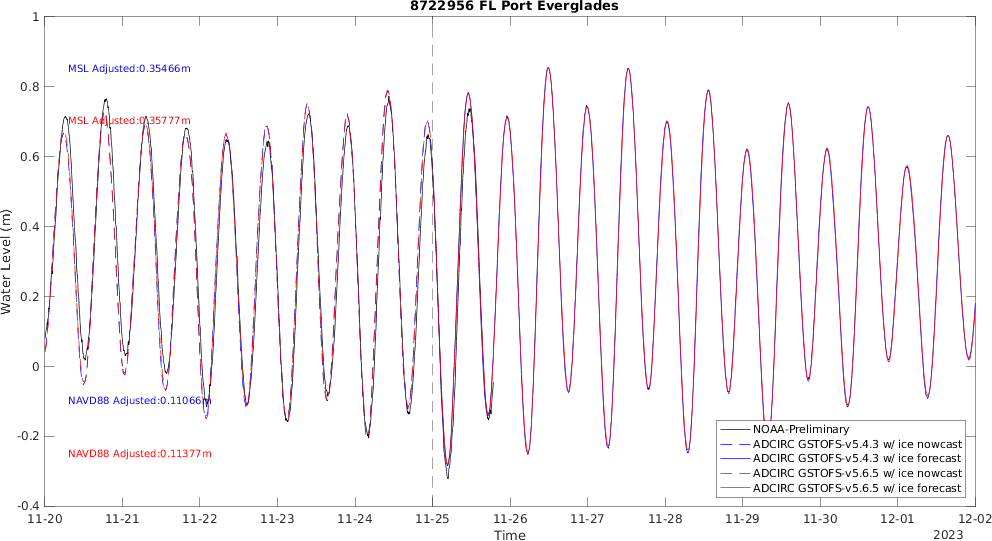 8722956 FL Port Everglades
Water Level (m)
1
0.8
0.6
0.4
0.2
0
-0.2
-0.4
MSL Adjusted:0.35466m
MSL Adjusted:0.35777m
NAVD88 Adjusted:0.11066m
NAVD88 Adjusted:0.11377m
NOAA-Preliminary
ADCIRC GSTOFS-v5.4.3 w/ ice nowcast
ADCIRC GSTOFS-v5.4.3 w/ ice forecast
ADCIRC GSTOFS-v5.6.5 w/ ice nowcast
ADCIRC GSTOFS-v5.6.5 w/ ice forecast
11-20 11-21 11-22 11-23 11-24 11-25 11-26 11-27 11-28 11-29 11-30 12-01 12-02
Time
2023